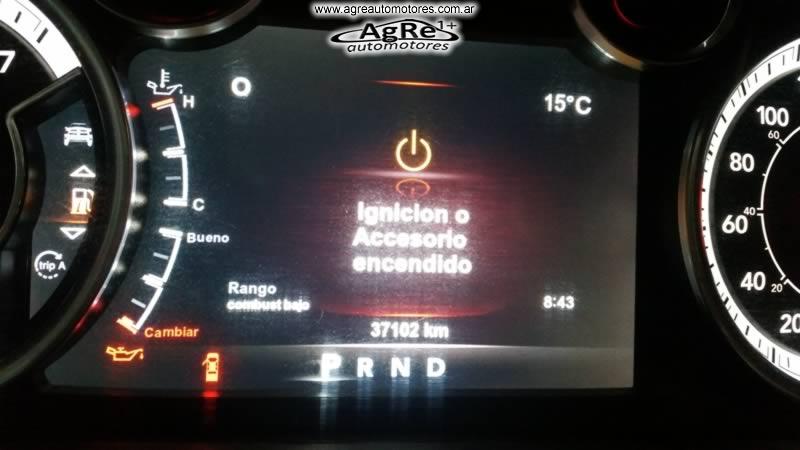 www.agreautomotores.com.ar
AgRe 1+
automotores
7
H
O
15°C
C
Bueno
trip A
Ignicion o
Accesorio
encendido
Rango
combust bajo
8:43
Cambiar
37102 km
P R N D
100
80
60
40
20
60
40
20